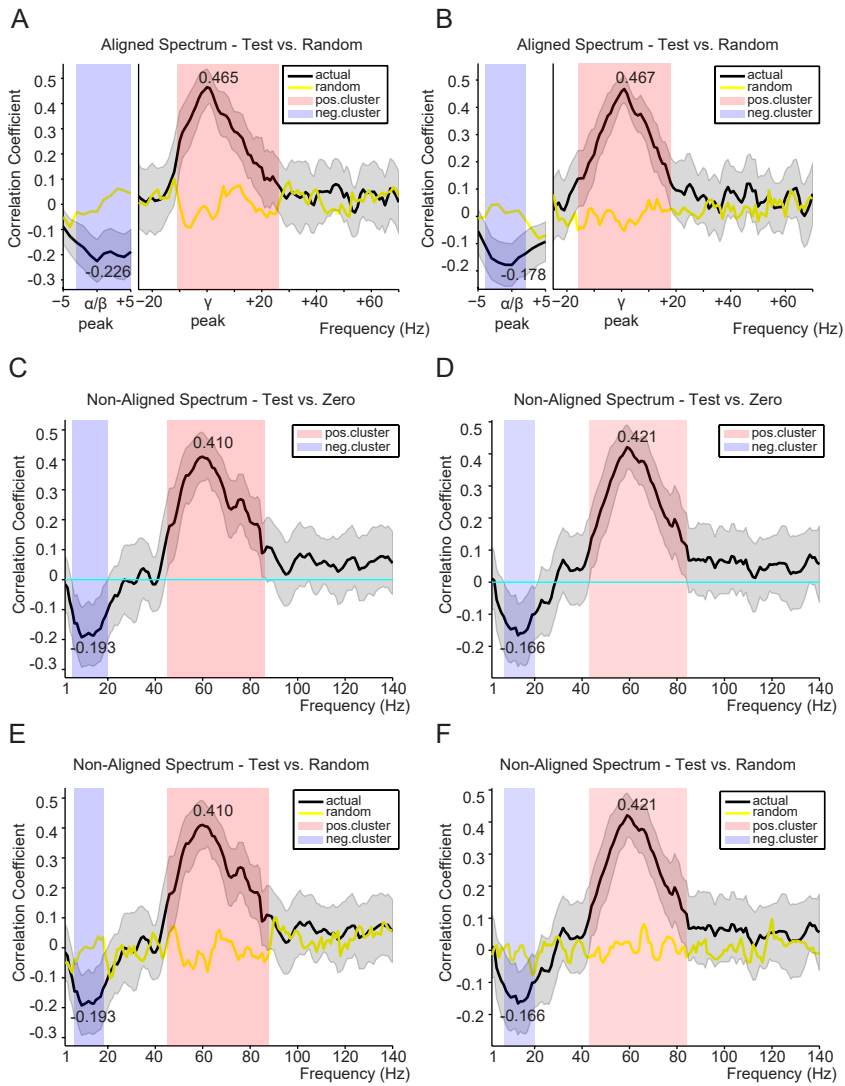 A
Aligned Spectrum - Test vs. Random
0.5
0.4
0.3
0.2
0.1
0
-0.1
-0.2
-0.3
Correlation Coefficient
0.465
-0.226
actual
random
pos.cluster
neg.cluster
−5 α/β +5 −20 γ +20 +60
peak peak
Frequency (Hz)
B
Aligned Spectrum - Test vs. Random
0.5
0.4
0.3
0.2
0.1
0
-0.1
-0.2
Correlation Coefficient
0.467
-0.178
actual
random
pos.cluster
neg.cluster
−5 α/β +5 −20 γ +20 +60
peak peak
Frequency (Hz)
C
Non-Aligned Spectrum - Test vs. Zero
0.5
0.4
0.3
0.2
0.1
0
-0.1
-0.2
-0.3
Correlation Coefficient
0.410
-0.193
pos.cluster
neg.cluster
1 20 40 60 80 100 120 140
Frequency (Hz)
D
Non-Aligned Spectrum - Test vs. Zero
0.5
0.4
0.3
0.2
0.1
0
-0.1
-0.2
Correlatino Coefficient
0.421
-0.166
pos.cluster
neg.cluster
1 20 40 60 80 100 120 140
Frequency (Hz)
E
Non-Aligned Spectrum - Test vs. Random
0.5
0.4
0.3
0.2
0.1
0
-0.1
-0.2
-0.3
Correlation Coefficient
0.410
-0.193
actual
random
pos.cluster
neg.cluster
1 20 40 60 80 100 120 140
Frequency (Hz)
F
Non-Aligned Spectrum - Test vs. Random
0.5
0.4
0.3
0.2
0.1
0
-0.1
-0.2
Correlation Coefficient
0.421
-0.166
actual
random
pos.cluster
neg.cluster
1 20 40 60 80 100 120 140
Frequency (Hz)